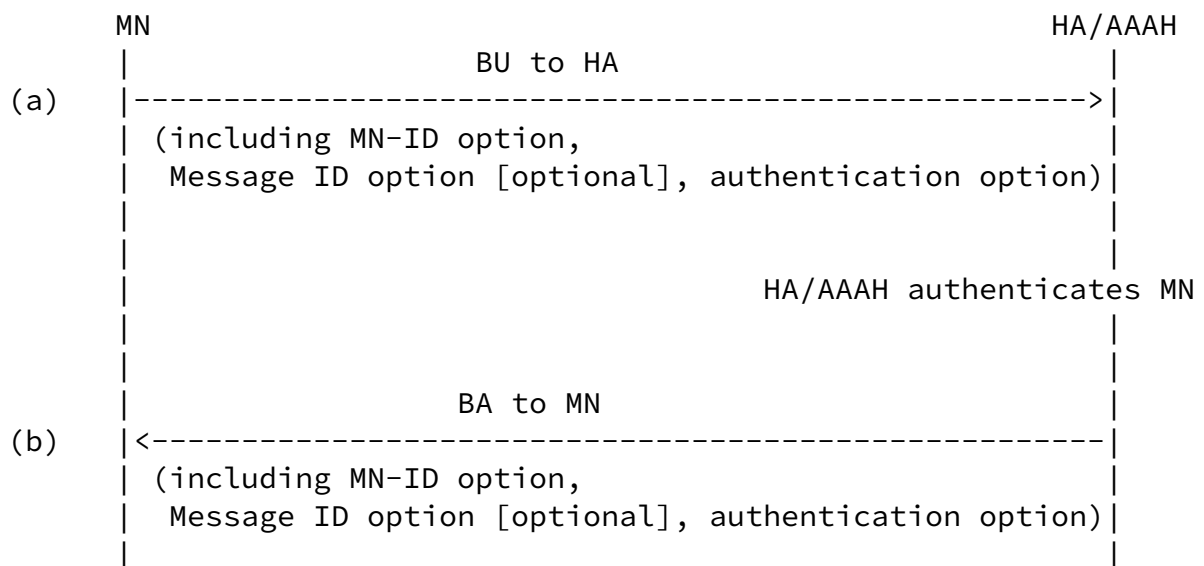 MN HA/AAAH
BU to HA
(a) |----------------------------------------------------->|
(including MN-ID option,
Message ID option [optional], authentication option)
HA/AAAH authenticates MN
BA to MN
(b) |<-----------------------------------------------------|
(including MN-ID option,
Message ID option [optional], authentication option)